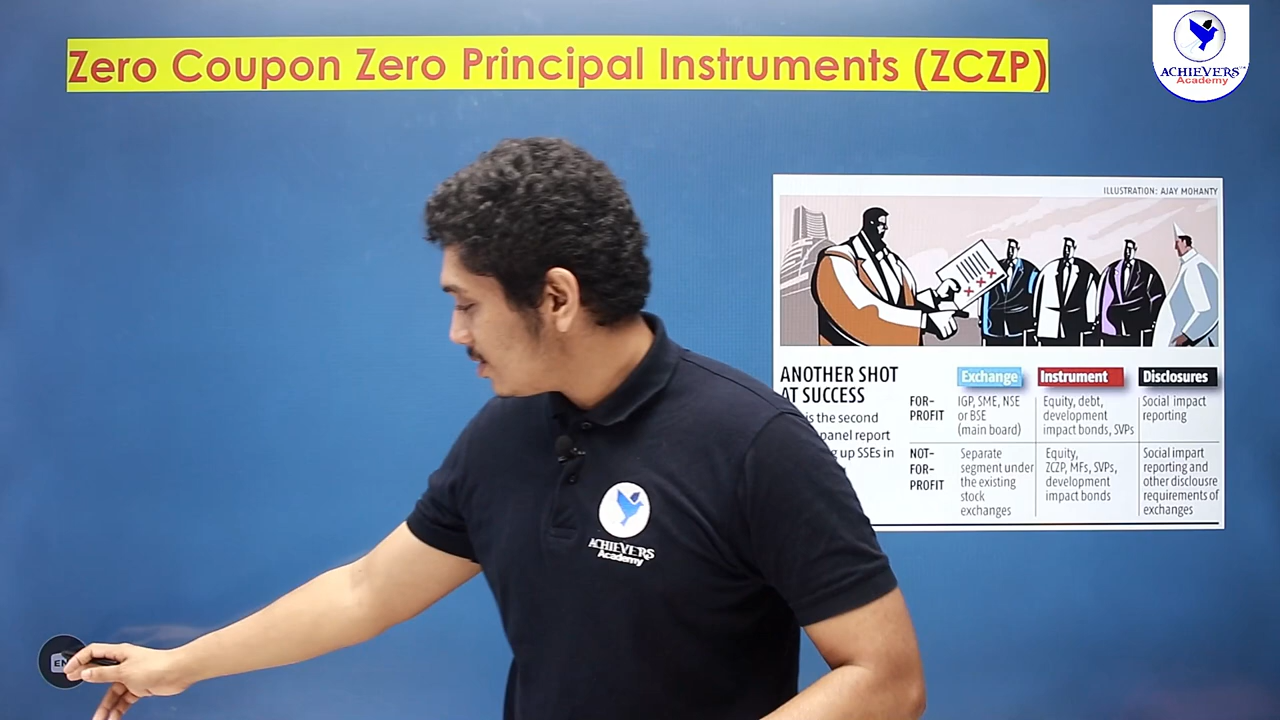 Zero Coupon Zero Principal Instruments (ZCZP)
ACHIEVERS
Academy
ILLUSTRATION: AJAY MOHANTY
ANOTHER SHOT
AT SUCCESS
is the second
panel report
up SSEs in
Exchange
Instrument
Disclosures
FOR-
PROFIT
IGP, SME, NSE
or BSE
(main board)
Equity, debt,
development
impact bonds, SVPs
Social impact
reporting
NOT-
FOR-
PROFIT
Separate
segment under
the existing
stock
exchanges
Equity,
ZCZP, MFs, SVPs,
development
impact bonds
Social impart
reporting and
other disclousre
requirements of
exchanges
ACHIEVERS
Academy